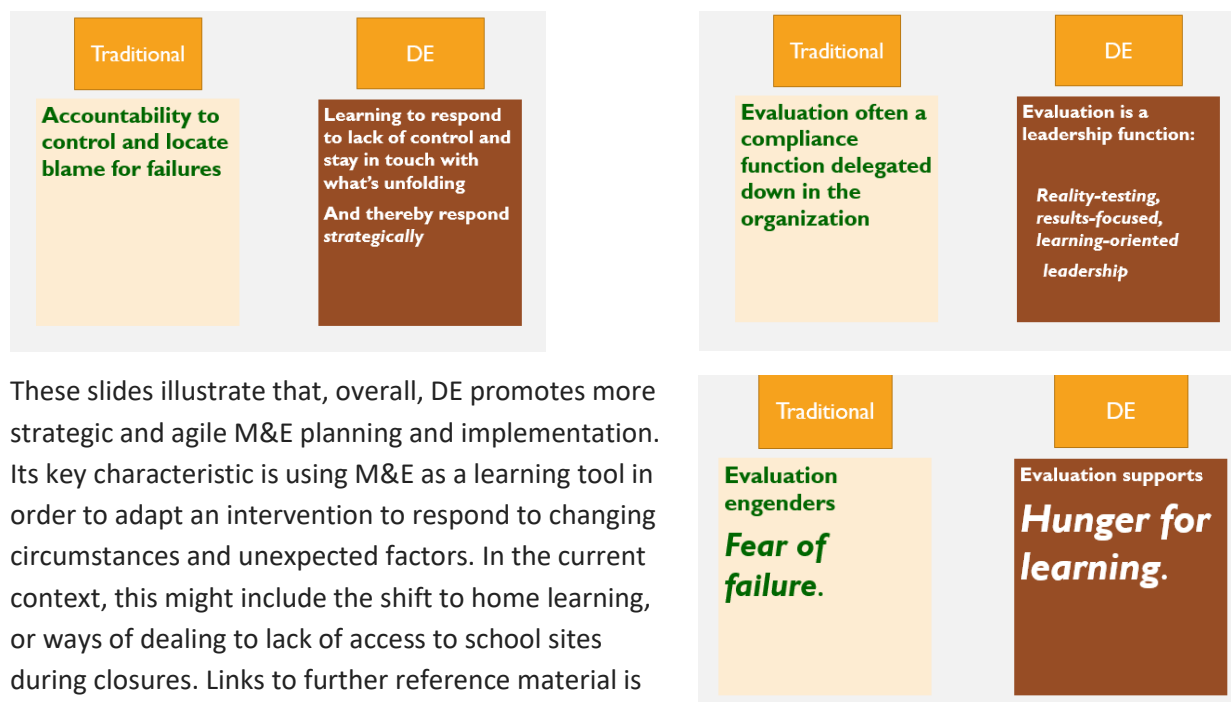 Traditional
DE
Accountability to
control and locate
blame for failures
Learning to respond
to lack of control and
stay in touch with
what's unfolding
And thereby respond
strategically
Traditional
DE
Evaluation often a
compliance
function delegated
down in the
organization
Evaluation is a
leadership function:
Reality-testing,
results-focused,
learning-oriented
leadership
These slides illustrate that, overall, DE promotes more
strategic and agile M&E planning and implementation.
Its key characteristic is using M&E as a learning tool in
order to adapt an intervention to respond to changing
circumstances and unexpected factors. In the current
context, this might include the shift to home learning,
or ways of dealing to lack of access to school sites
during closures. Links to further reference material is
Traditional
DE
Evaluation
engenders
Fear of
failure.
Evaluation supports
Hunger for
learning.